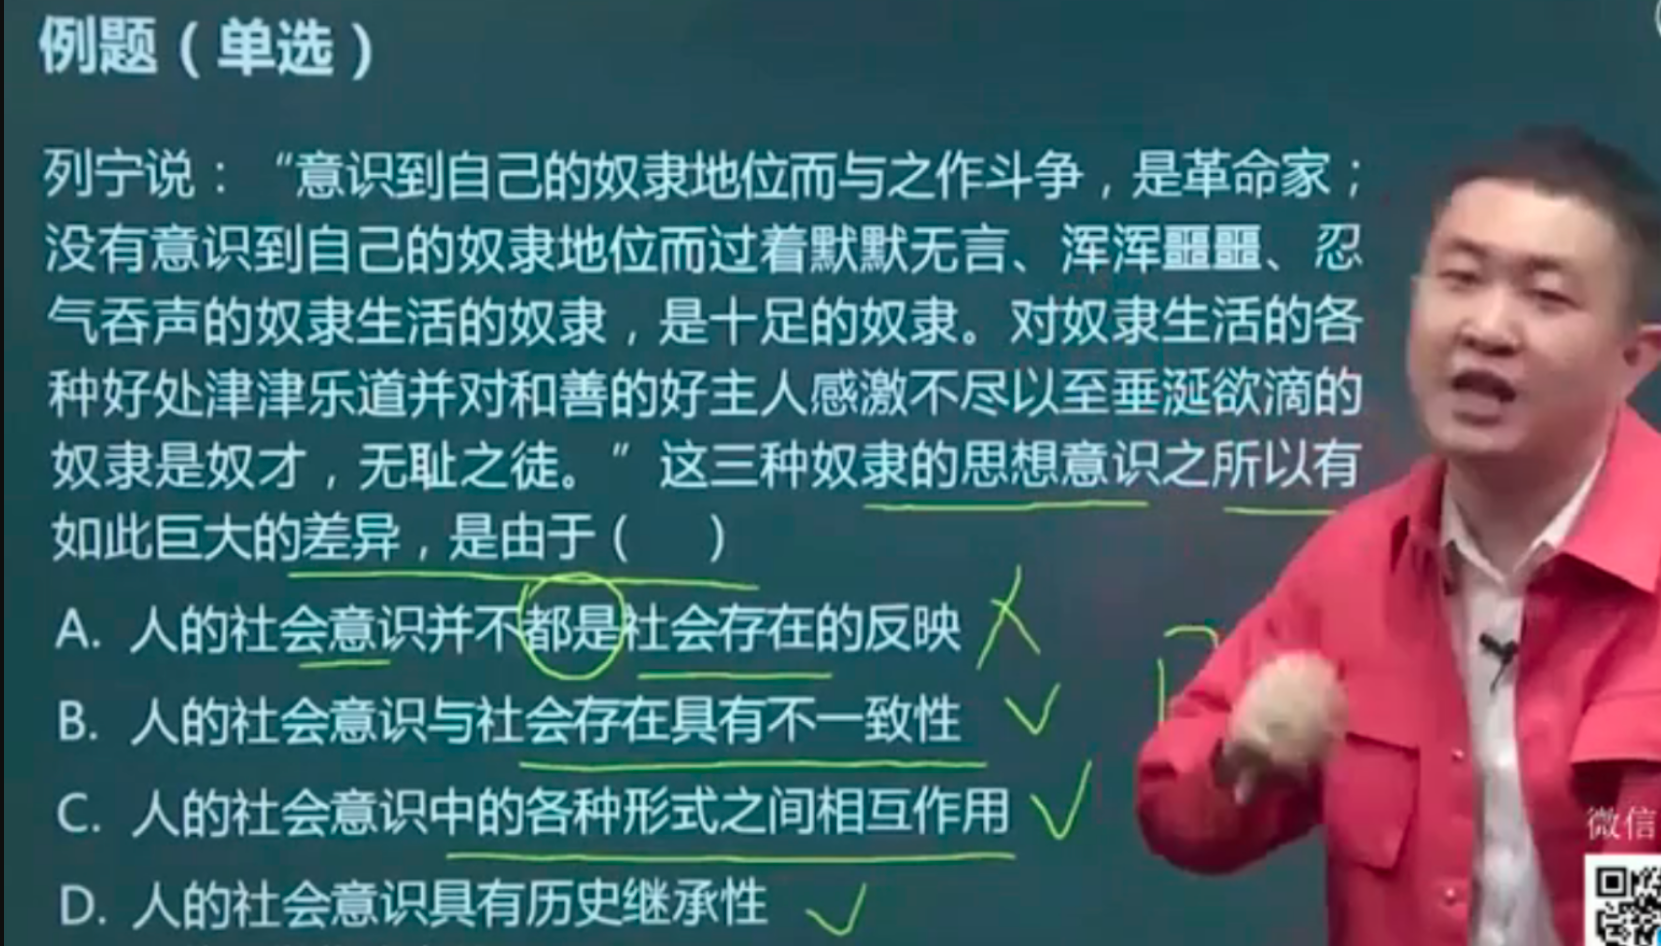 例题（单选）
列宁说：“意识到自己的奴隶地位而与之作斗争，是革命家；
没有意识到自己的奴隶地位而过着默默无言、浑浑噩噩、忍
气吞声的奴隶生活的奴隶，是十足的奴隶。对奴隶生活的各
种好处津津乐道并对和善的好主人感激不尽以至垂涎欲滴的
奴隶是奴才，无耻之徒。”这三种奴隶的思想意识之所以有
如此巨大的差异，是由于（ ）
A. 人的社会意识并不都是社会存在的反映
B. 人的社会意识与社会存在具有不一致性
C. 人的社会意识中的各种形式之间相互作用
D. 人的社会意识具有历史继承性
微信